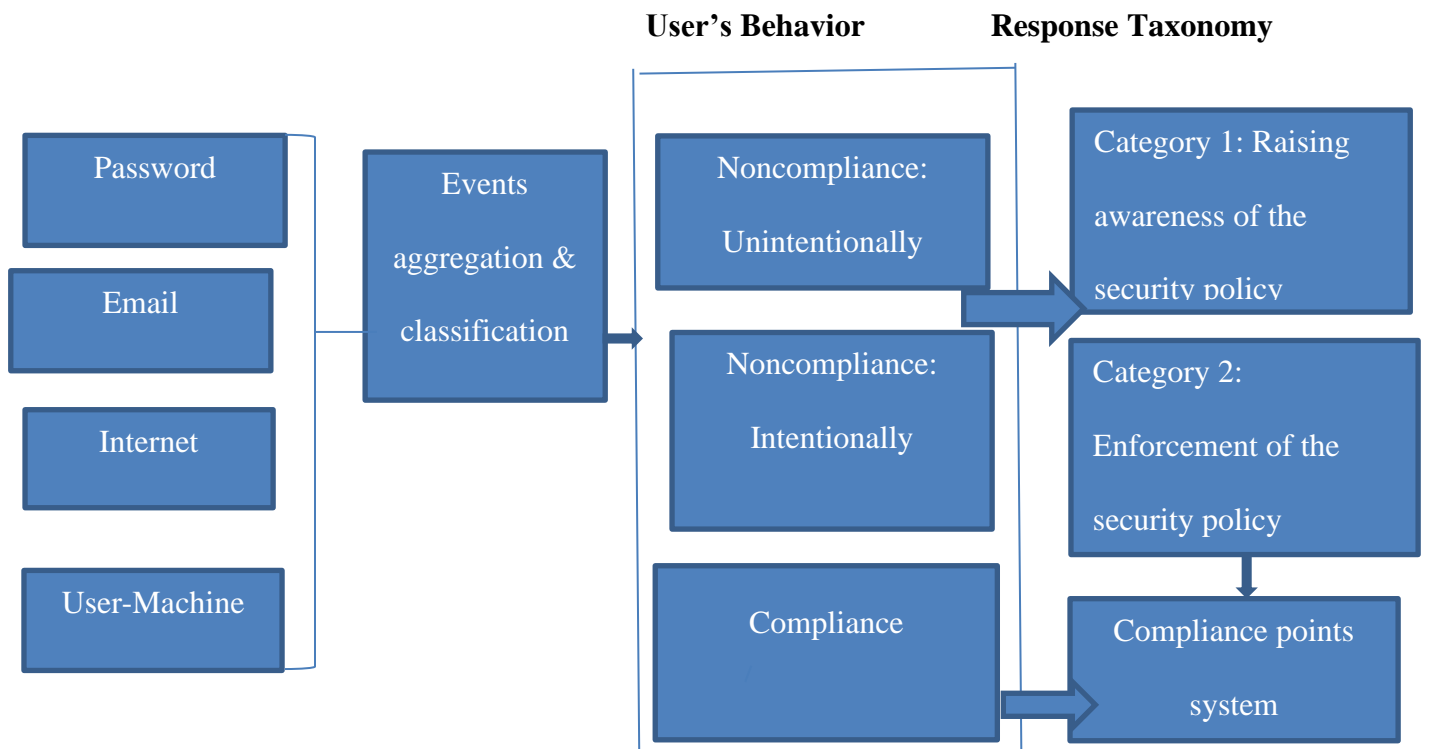 User’s Behavior
Response Taxonomy
Password
Email
Internet
User-Machine
Events
aggregation &
classification
Noncompliance:
Unintentionally
Noncompliance:
Intentionally
Compliance
Category 1: Raising
awareness of the
security policy
Category 2:
Enforcement of the
security policy
Compliance points
system